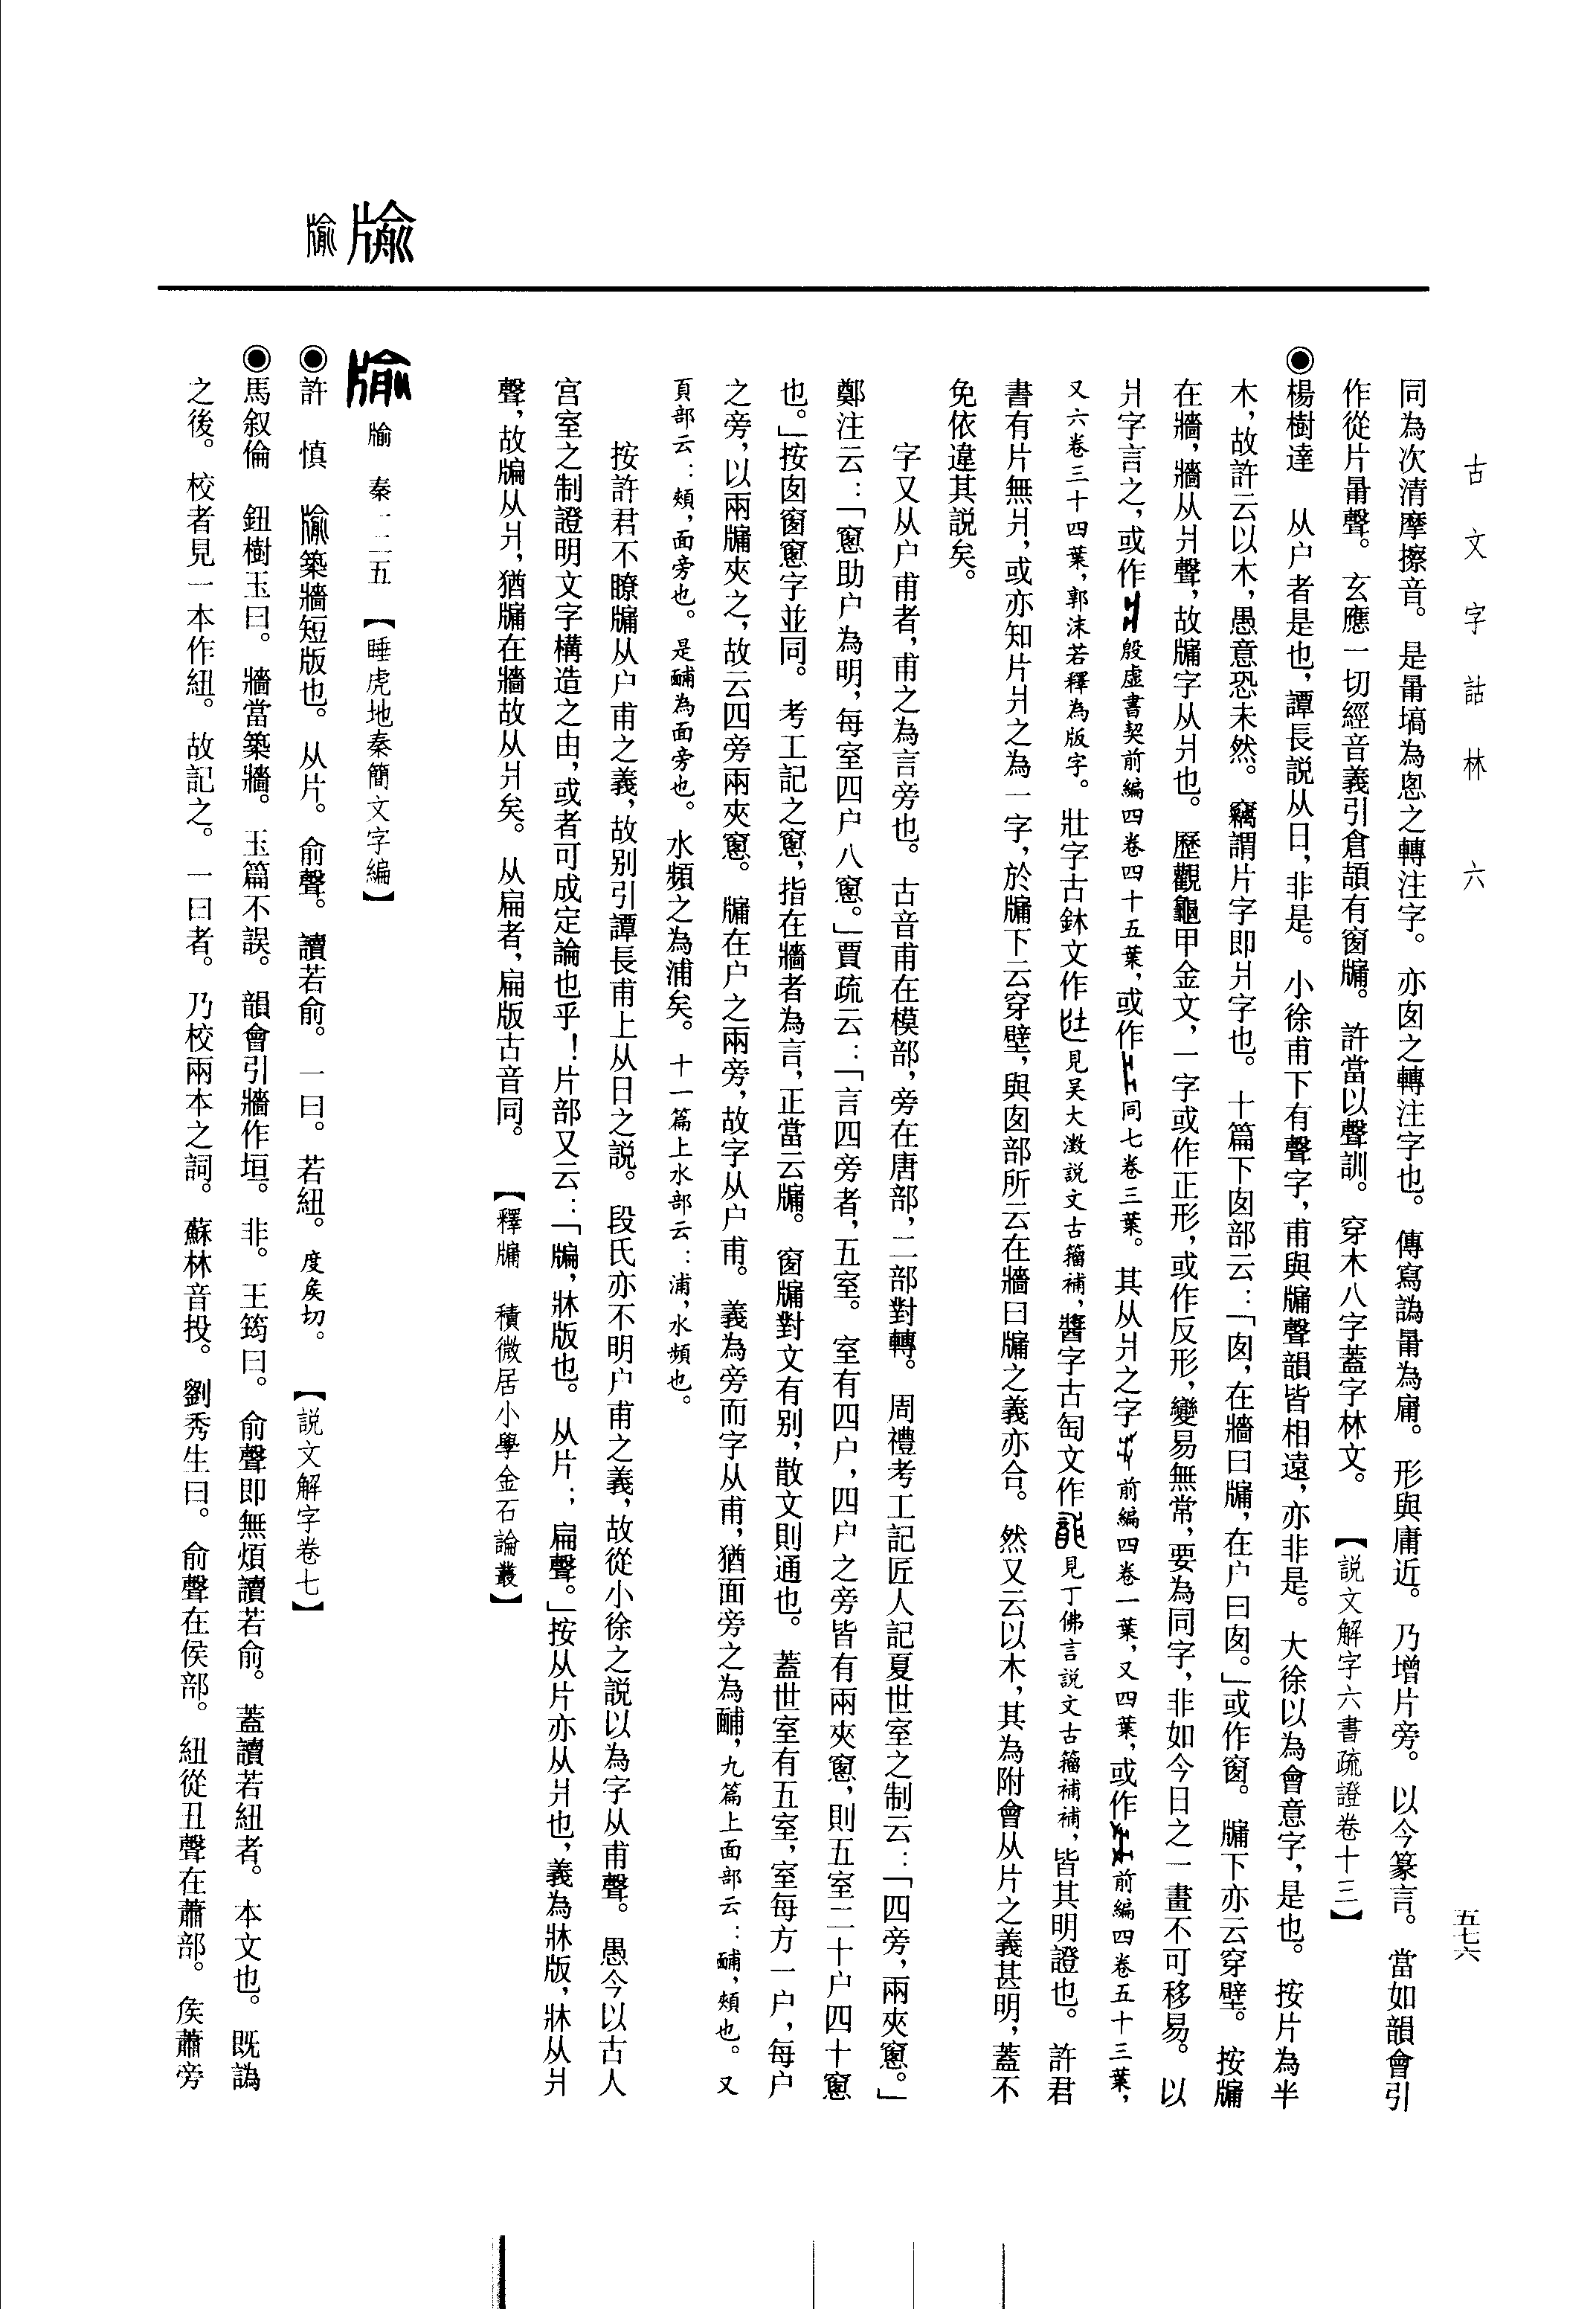 古文字詁林 六
五七六
同為次清摩擦音。是𤰈㙜為囱之轉注字。亦囱之轉注字也。傳寫譌𤰈為庸。形與庸近。乃增片旁。以今篆言。當如韻會引
作從片𤰈聲。玄應一切經音義引倉頡有窗牖。許當以聲訓。穿木八字蓋字林文。【説文解字六書疏證卷十三】
◉楊樹達 从户者是也,譚長説从日,非是。小徐甫下有聲字,甫與牖聲韻皆相遠,亦非是。大徐以為會意字,是也。按片為半
木,故許云以木,愚意恐未然。竊謂片字即爿字也。十篇下囱部云:「囱,在牆曰牖,在户曰囱。」或作窗。牖下亦云穿壁。按牖
在牆,牆从爿聲,故牖字从爿也。歷觀龜甲金文,一字或作正形,或作反形,變易無常,要為同字,非如今日之一畫不可移易。以
爿字言之,或作殷虛書契前編四卷四十五葉,或作同七卷三葉。其从爿之字前編四卷一葉,又四葉,或作前編四卷五十三葉,
又六卷三十四葉,郭沫若釋為版字。壯字古鉢文作見吴大澂説文古籀補,醬字古匋文作見丁佛言説文古籀補補,皆其明證也。許君
書有片無爿,或亦知片爿之為一字,於牖下云穿壁,與囱部所云在牆曰牖之義亦合。然又云以木,其為附會从片之義甚明,蓋不
免依違其説矣。
字又从户甫者,甫之為言旁也。古音甫在模部,旁在唐部,二部對轉。周禮考工記匠人記夏世室之制云:「四旁,兩夾窻。」
鄭注云:「窻助户為明,每室四户八窻。」賈疏云:「言四旁者,五室。室有四户,四户之旁皆有兩夾窻,則五室二十户四十窻
也。」按囱窗窻字並同。考工記之窻,指在牆者為言,正當云牖。窗牖對文有别,散文則通也。蓋世室有五室,室每方一户,每户
之旁,以兩牖夾之,故云四旁兩夾窻。牖在户之兩旁,故字从户甫。義為旁而字从甫,猶面旁之為䩉,九篇上面部云:䩉,頰也。又
頁部云:頰,面旁也。是䩉為面旁也。水頻之為浦矣。十一篇上水部云:浦,水頻也。
按許君不瞭牖从户甫之義,故别引譚長甫上从日之説。段氏亦不明户甫之義,故從小徐之説以為字从甫聲。愚今以古人
宫室之制證明文字構造之由,或者可成定論也乎!片部又云:「牑,牀版也。从片;扁聲。」按从片亦从爿也,義為牀版,牀从爿
聲,故牑从爿,猶牖在牆故从爿矣。从扁者,扁版古音同。【釋牖 積微居小學金石論叢】
牏 秦一二五【睡虎地秦簡文字編】
◉許 慎 牏築牆短版也。从片。俞聲。讀若俞。一曰。若紐。度矦切。【説文解字卷七】
◉馬叙倫 鈕樹玉曰。牆當築牆。玉篇不誤。韻會引牆作垣。非。王筠曰。俞聲即無煩讀若俞。蓋讀若紐者。本文也。既譌
之後。校者見一本作紐。故記之。一曰者。乃校兩本之詞。蘇林音投。劉秀生曰。俞聲在侯部。紐從丑聲在蕭部。矦蕭旁